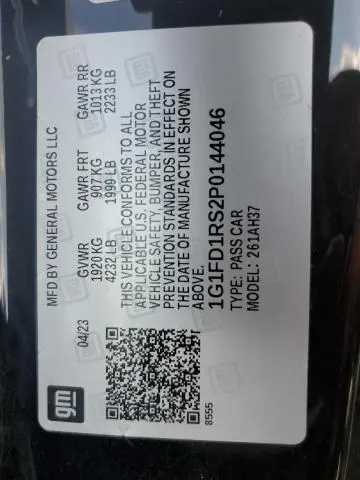 MFD BY GENERAL MOTORS LLC
04/23 GVWR GAWR FRT GAWR RR
1920 KG 907 KG 1013 KG
4232 LB 1999 LB 2233 LB
THIS VEHICLE CONFORMS TO ALL
APPLICABLE U.S. FEDERAL MOTOR
VEHICLE SAFETY, BUMPER, AND THEFT
PREVENTION STANDARDS IN EFFECT ON
THE DATE OF MANUFACTURE SHOWN
ABOVE.
1G1FD1RS2P0144046
TYPE: PASS CAR
MODEL: 261AH37
gm
8555